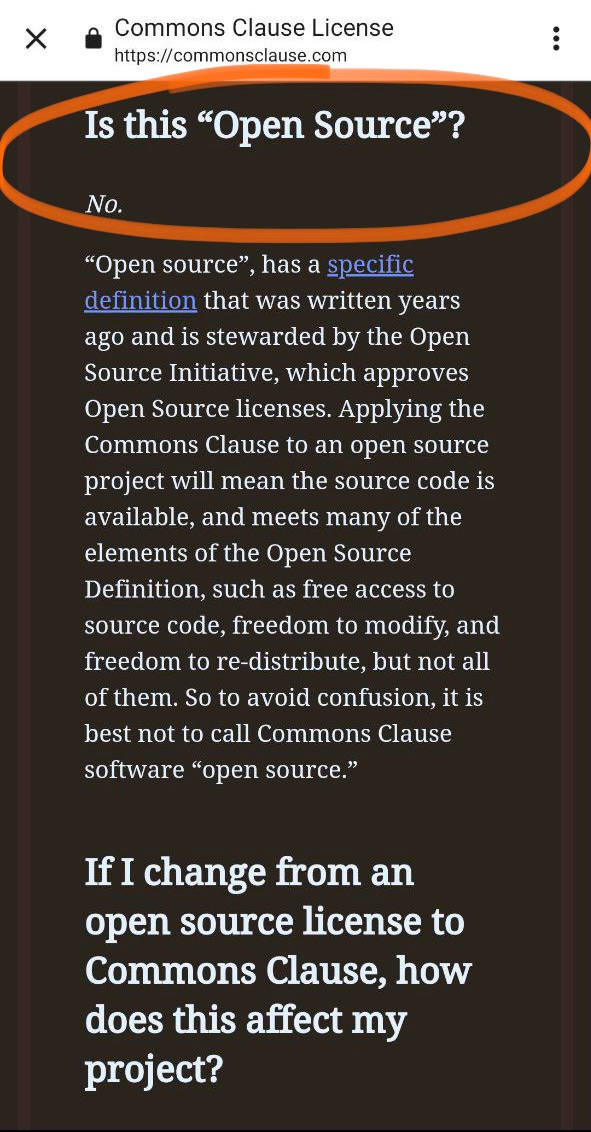 Commons Clause License
https://commonsclause.com
Is this “Open Source”?
No.
“Open source”, has a specific
definition that was written years
ago and is stewarded by the Open
Source Initiative, which approves
Open Source licenses. Applying the
Commons Clause to an open source
project will mean the source code is
available, and meets many of the
elements of the Open Source
Definition, such as free access to
source code, freedom to modify, and
freedom to re-distribute, but not all
of them. So to avoid confusion, it is
best not to call Commons Clause
software “open source.”
If I change from an
open source license to
Commons Clause, how
does this affect my
project?